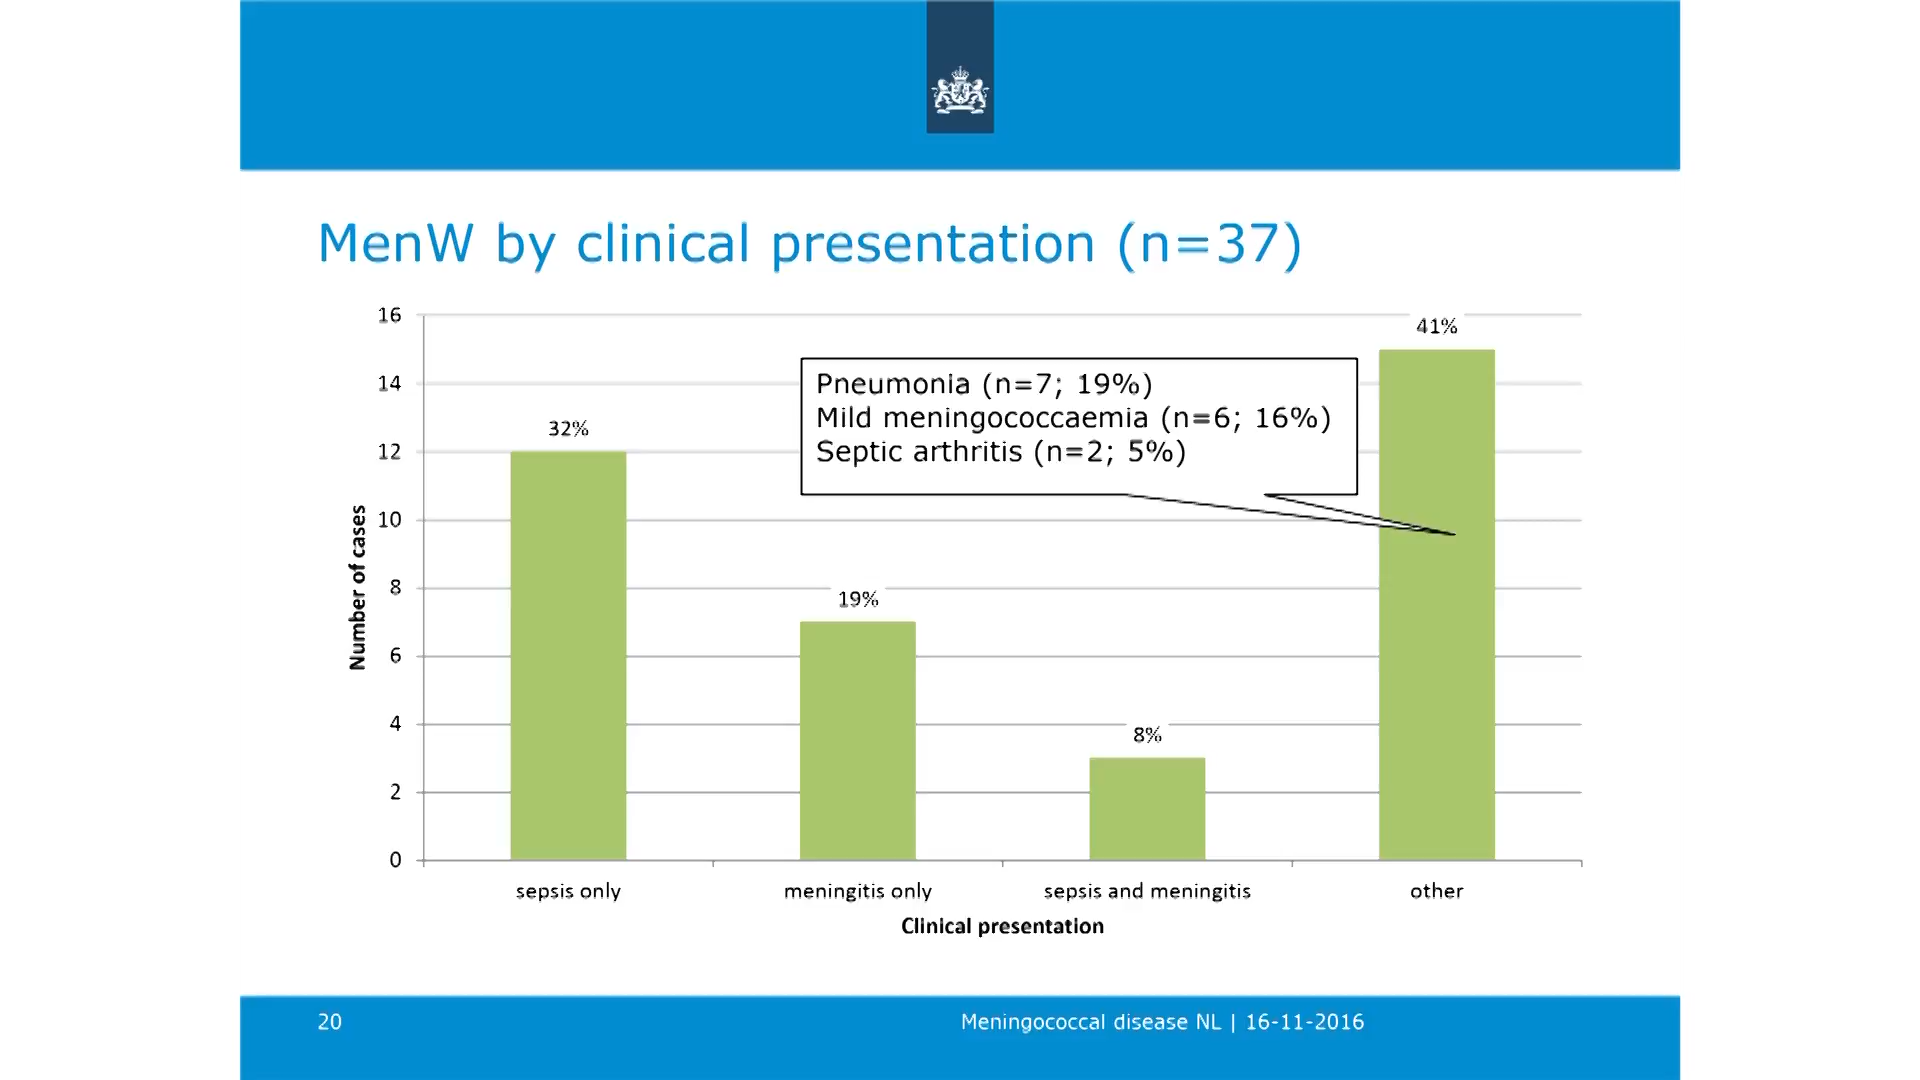 MenW by clinical presentation (n=37)
16
14
12
10
8
6
4
2
0
Number of cases
32%
19%
8%
41%
Pneumonia (n=7; 19%)
Mild meningococcaemia (n=6; 16%)
Septic arthritis (n=2; 5%)
sepsis only
meningitis only
sepsis and meningitis
other
Clinical presentation
20
Meningococcal disease NL | 16-11-2016